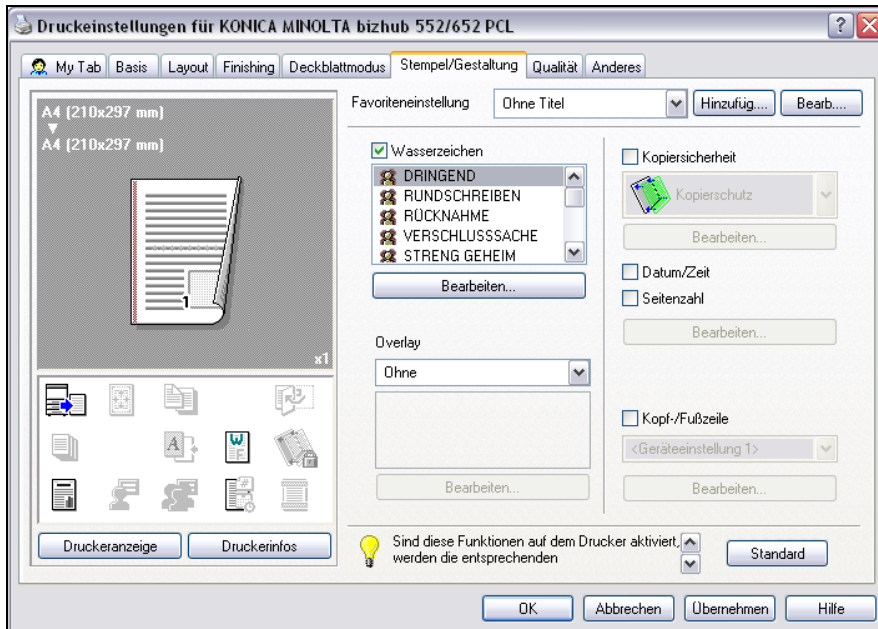 Druckeinstellungen für KONICA MINOLTA bizhub 552/652 PCL
My Tab Basis Layout Finishing Deckblattmodus Stempel/Gestaltung Qualität Anderes
A4 (210x297 mm)
A4 (210x297 mm)
1
x1
Druckeranzeige Druckerinfos
Favoriteneinstellung Ohne Titel Hinzufüg.... Bearb....
Wasserzeichen
DRINGEND
RUNDSCHREIBEN
RÜCKNAHME
VERSCHLUSSSACHE
STRENG GEHEIM
Bearbeiten...
Overlay
Ohne
Bearbeiten...
Kopiersicherheit
Kopierschutz
Bearbeiten...
Datum/Zeit
Seitenzahl
Bearbeiten...
Kopf-/Fußzeile
<Geräteeinstellung 1>
Bearbeiten...
Sind diese Funktionen auf dem Drucker aktiviert,
werden die entsprechenden
Standard
OK Abbrechen Übernehmen Hilfe